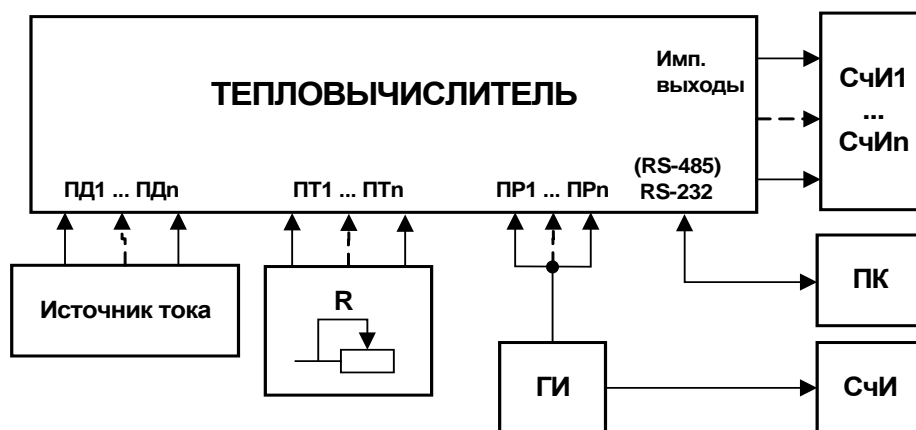 Имп.
выходы
ТЕПЛОВЫЧИСЛИТЕЛЬ
(RS-485)
RS-232
ПД1 ... ПДn
ПТ1 ... ПТn
ПР1 ... ПРn
СчИ1
...
СчИn
Источник тока
R
ПК
ГИ
СчИ